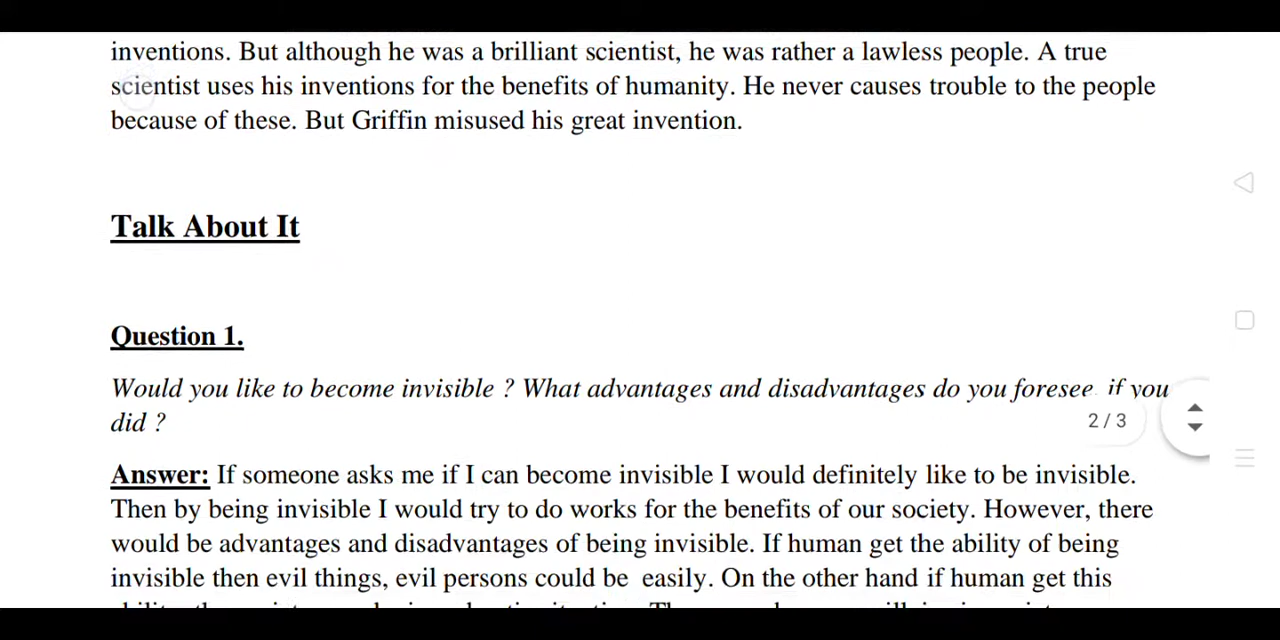 inventions. But although he was a brilliant scientist, he was rather a lawless people. A true
scientist uses his inventions for the benefits of humanity. He never causes trouble to the people
because of these. But Griffin misused his great invention.
Talk About It
Question 1.
Would you like to become invisible ? What advantages and disadvantages do you foresee, if you
did ?
2 / 3
Answer: If someone asks me if I can become invisible I would definitely like to be invisible.
Then by being invisible I would try to do works for the benefits of our society. However, there
would be advantages and disadvantages of being invisible. If human get the ability of being
invisible then evil things, evil persons could be  easily. On the other hand if human get this